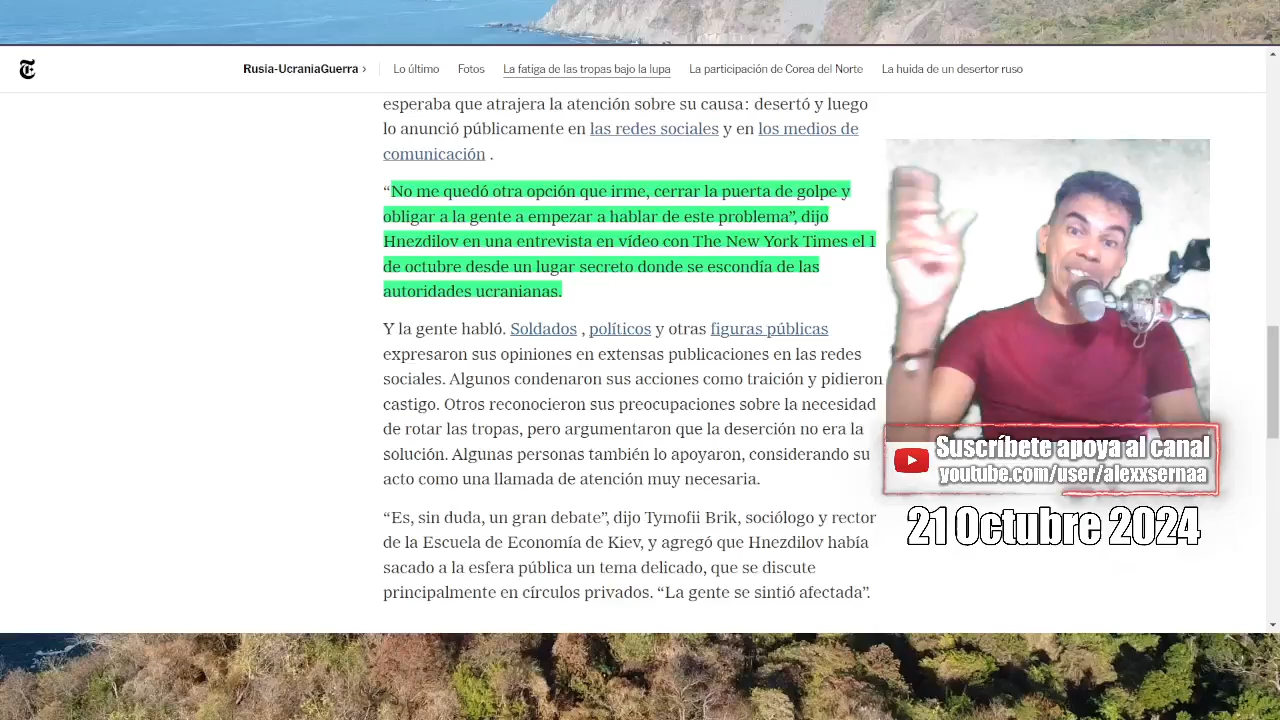 Rusia-UcraniaGuerra › Lo último Fotos La fatiga de las tropas bajo la lupa La participación de Corea del Norte La huida de un desertor ruso
esperaba que atrajera la atención sobre su causa: desertó y luego
lo anunció públicamente en las redes sociales y en los medios de
comunicación .
“No me quedó otra opción que irme, cerrar la puerta de golpe y
obligar a la gente a empezar a hablar de este problema”, dijo
Hnezdilov en una entrevista en vídeo con The New York Times el 1
de octubre desde un lugar secreto donde se escondía de las
autoridades ucranianas.
Y la gente habló. Soldados , políticos y otras figuras públicas
expresaron sus opiniones en extensas publicaciones en las redes
sociales. Algunos condenaron sus acciones como traición y pidieron
castigo. Otros reconocieron sus preocupaciones sobre la necesidad
de rotar las tropas, pero argumentaron que la deserción no era la
solución. Algunas personas también lo apoyaron, considerando su
acto como una llamada de atención muy necesaria.
“Es, sin duda, un gran debate”, dijo Tymofii Brik, sociólogo y rector
de la Escuela de Economía de Kiev, y agregó que Hnezdilov había
sacado a la esfera pública un tema delicado, que se discute
principalmente en círculos privados. “La gente se sintió afectada”.
Suscríbete apoya al canal
youtube.com/user/alexxsernaa
21 Octubre 2024